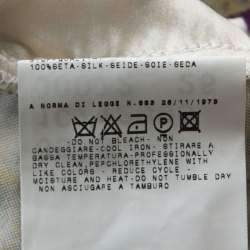 100%SETA-SILK-SEIDE-SOIE-SEDA
A NORMA DI LEGGE N.883 26/11/1973
-DO NOT BLEACH- NON
CANDEGGIARE-COOL IRON- STIRARE A
BASSA TEMPERATURA-PROFESSIONALLY
DRY CLEAN, PEPCHLORETHYLENE WITH
LIKE COLORS - REDUCE CYCLE -
MOISTURE AND HEAT-DO NOT TUMBLE DRY
NON ASCIUGAPE A TAMBURO